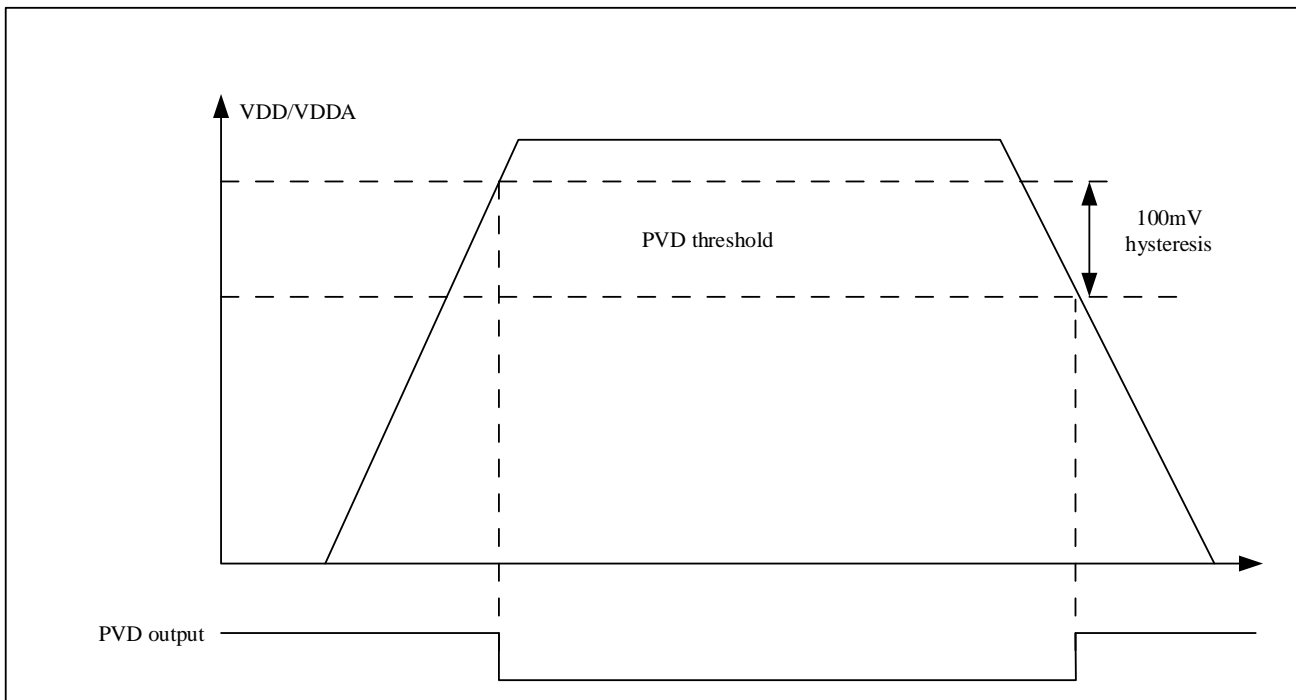 VDD/VDDA
PVD threshold
100mV
hysteresis
PVD output